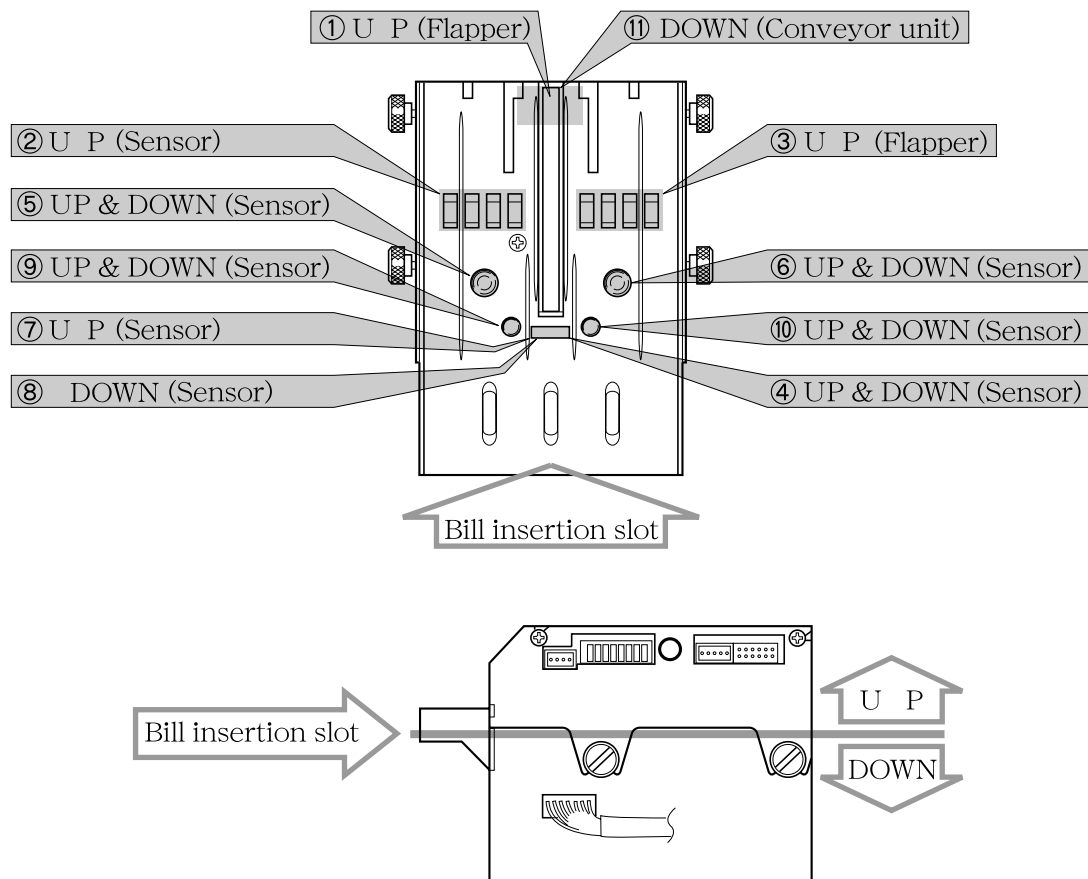 ① U P (Flapper)
⑪ DOWN (Conveyor unit)
② U P (Sensor)
③ U P (Flapper)
⑤ UP & DOWN (Sensor)
⑨ UP & DOWN (Sensor)
⑥ UP & DOWN (Sensor)
⑦ U P (Sensor)
⑩ UP & DOWN (Sensor)
⑧ DOWN (Sensor)
④ UP & DOWN (Sensor)
Bill insertion slot
U P
Bill insertion slot
DOWN